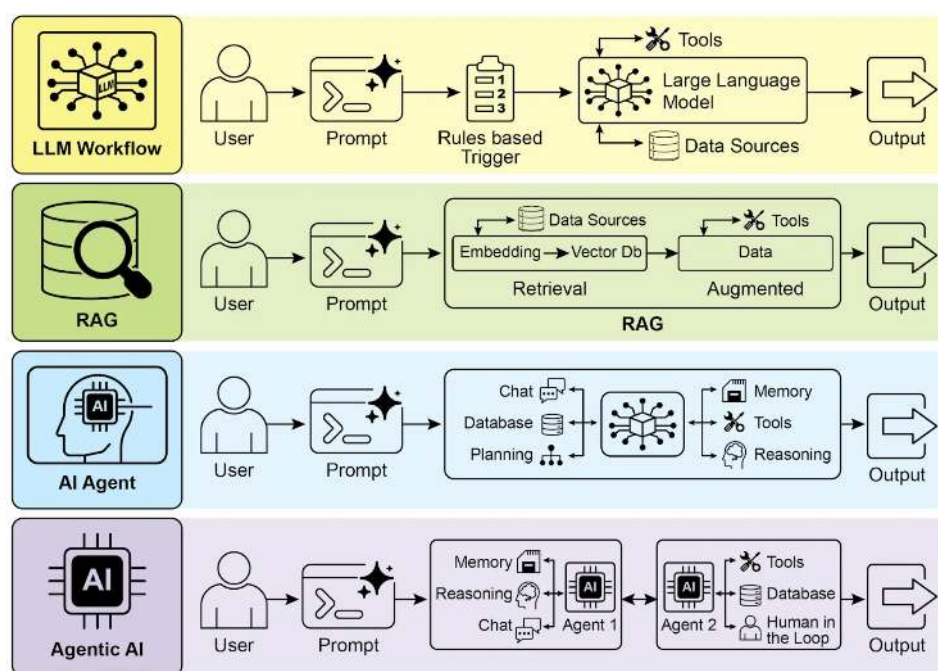 LLM
LLM Workflow
User
Prompt
1
2
3
Rules based
Trigger
Tools
Large Language
Model
Data Sources
Output
RAG
User
Prompt
Data Sources
Embedding
Vector Db
Retrieval
Tools
Data
Augmented
RAG
Output
AI
AI Agent
User
Prompt
Chat
Database
Planning
Memory
Tools
Reasoning
Output
AI
Agentic AI
User
Prompt
Memory
Reasoning
Chat
AI
Agent 1
AI
Agent 2
Tools
Database
Human in
the Loop
Output